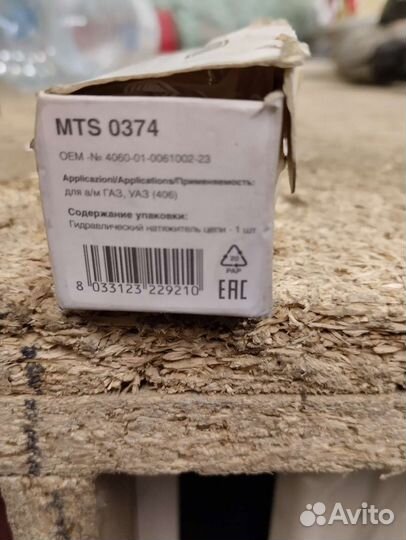 MTS 0374
OEM -№ 4060-01-0061002-23
Applicazioni/Applications/Применяемость:
для а/м ГАЗ, УАЗ (406)
Содержание упаковки:
Гидравлический натяжитель цепи - 1 шт
8 033123 229210
20
PAP
EAC
Avito